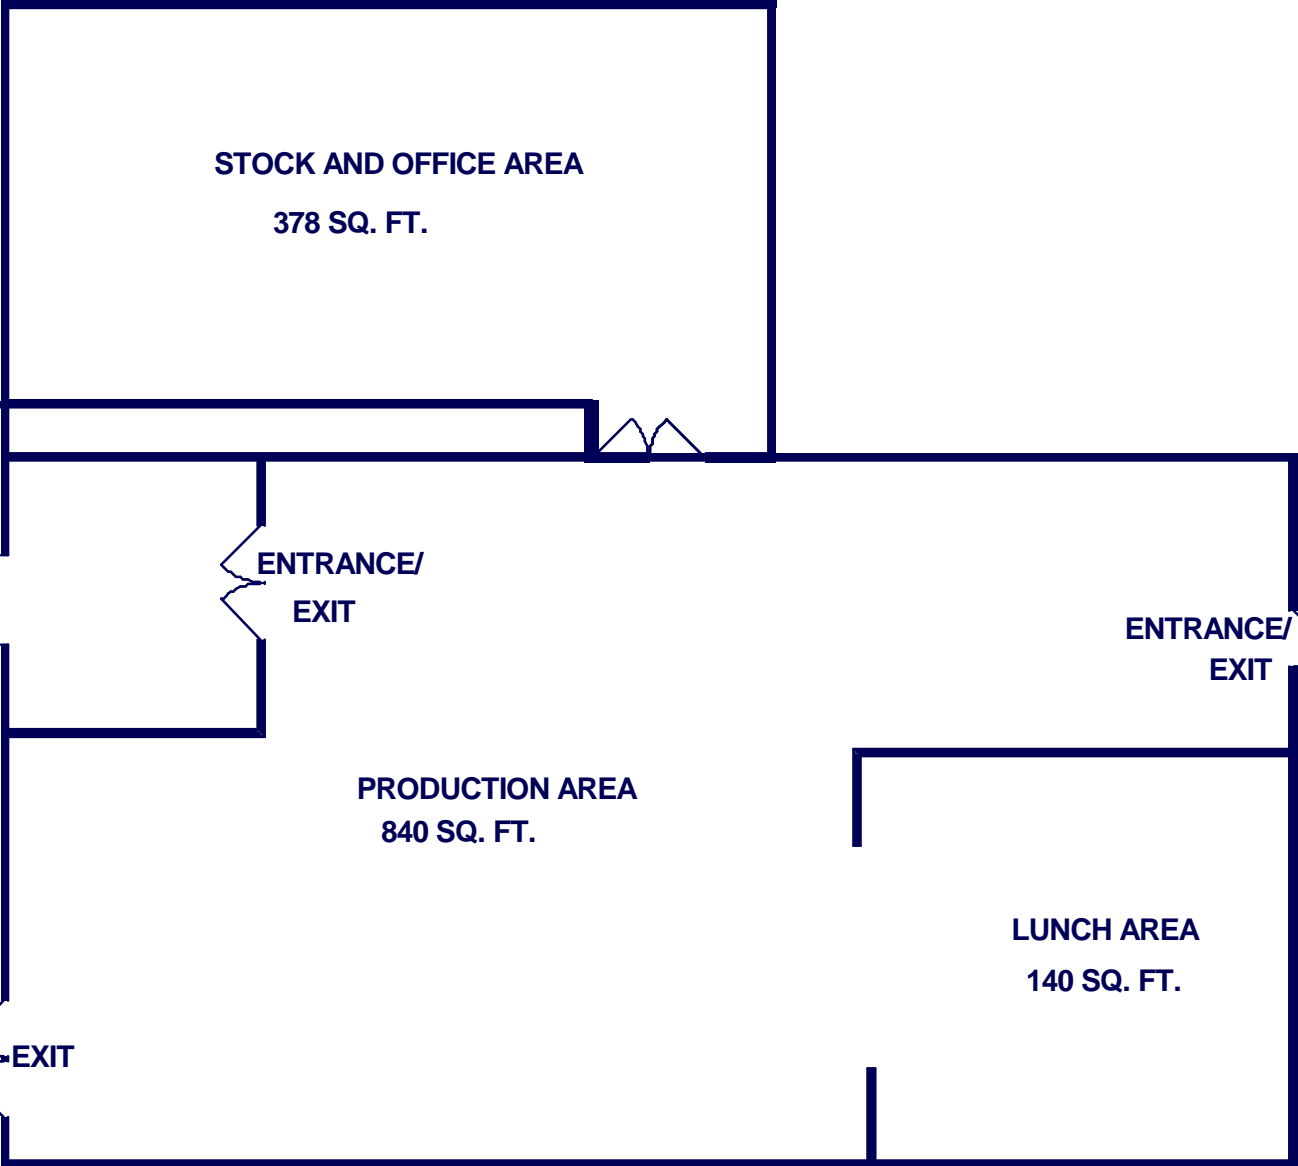 STOCK AND OFFICE AREA
378 SQ. FT.
ENTRANCE/
EXIT
ENTRANCE/
EXIT
PRODUCTION AREA
840 SQ. FT.
LUNCH AREA
140 SQ. FT.
EXIT